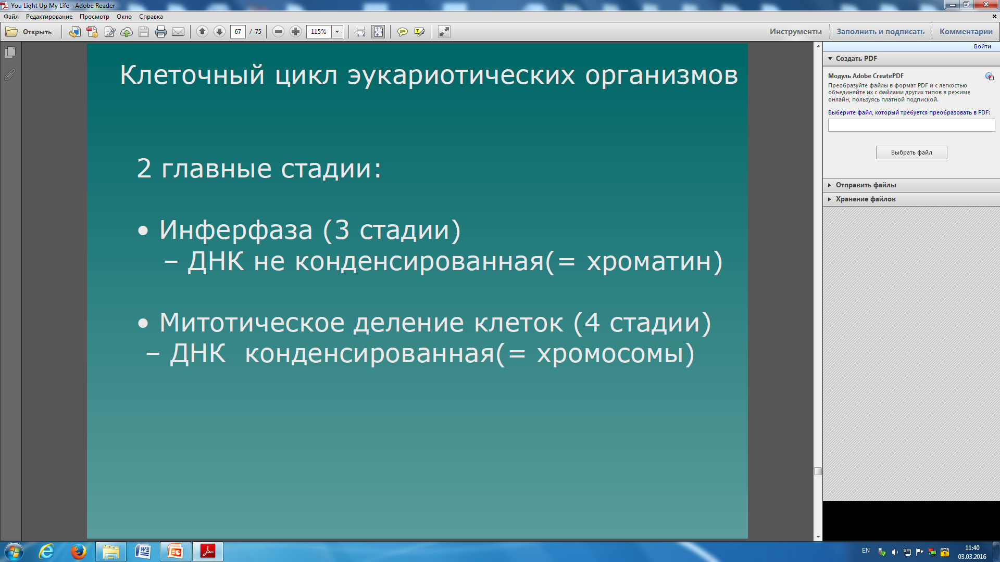 You Light Up My Life - Adobe Reader
Файл Редактирование Просмотр Окно Справка
Открыть 67 / 75 115% Инструменты Заполнить и подписать Комментарии
Войти
Создать PDF
Модуль Adobe CreatePDF
Преобразуйте файлы в формат PDF и с легкостью
объединяйте их с файлами других типов в режиме
онлайн, пользуясь платной подпиской.
Выберите файл, который требуется преобразовать в PDF:
Выбрать файл
Отправить файлы
Хранение файлов
Клеточный цикл эукариотических организмов
2 главные стадии:
• Инферфаза (3 стадии)
– ДНК не конденсированная(= хроматин)
• Митотическое деление клеток (4 стадии)
– ДНК конденсированная(= хромосомы)
EN
11:40
03.03.2016